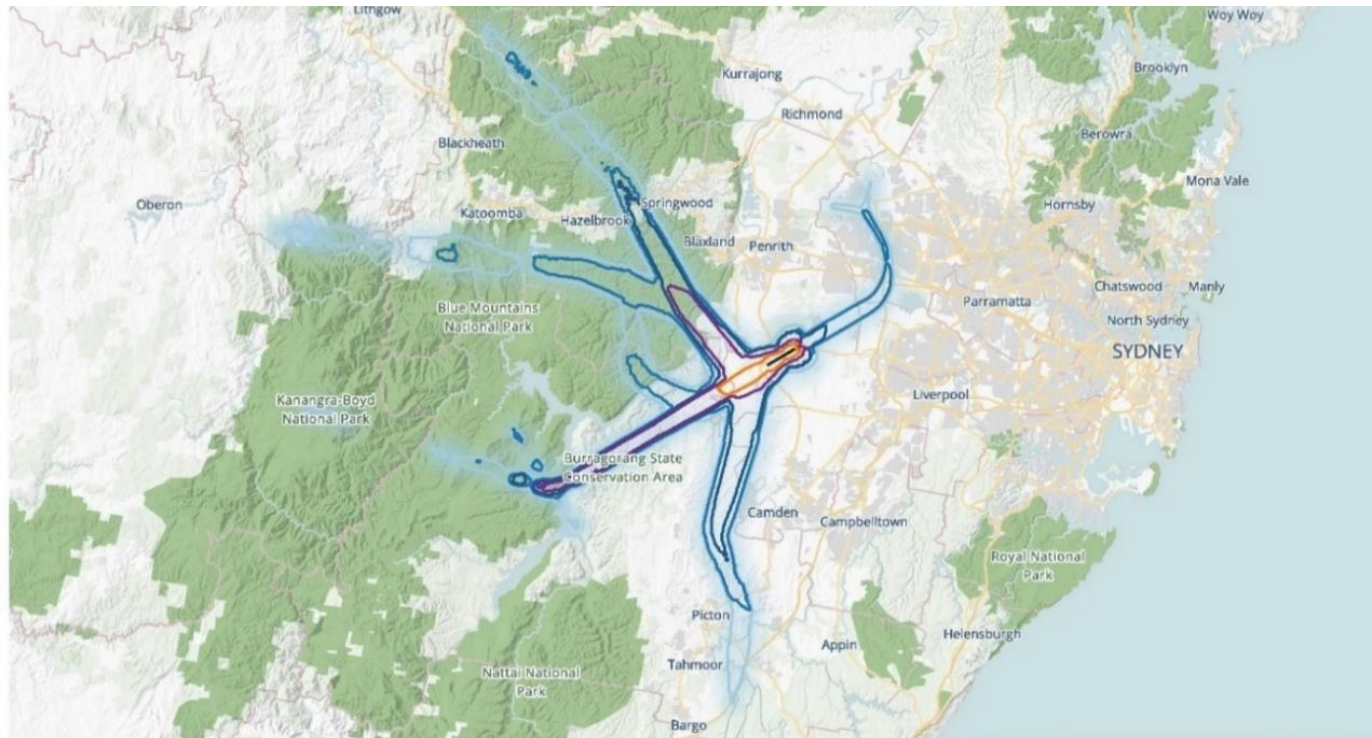 Lithgow
Woy Woy
Kurrajong
Brooklyn
Richmond
Berowra
Blackheath
Mona Vale
Oberon
Katoomba
Hazelbrook
Springwood
Hornsby
Blaxland
Penrith
Chatswood
Manly
Parramatta
Blue Mountains
National Park
North Sydney
SYDNEY
Kanangra-Boyd
National Park
Liverpool
Burragorang State
Conservation Area
Camden
Campbelltown
Royal National
Park
Picton
Helensburgh
Appin
Tahmoor
Nattai National
Park
Bargo